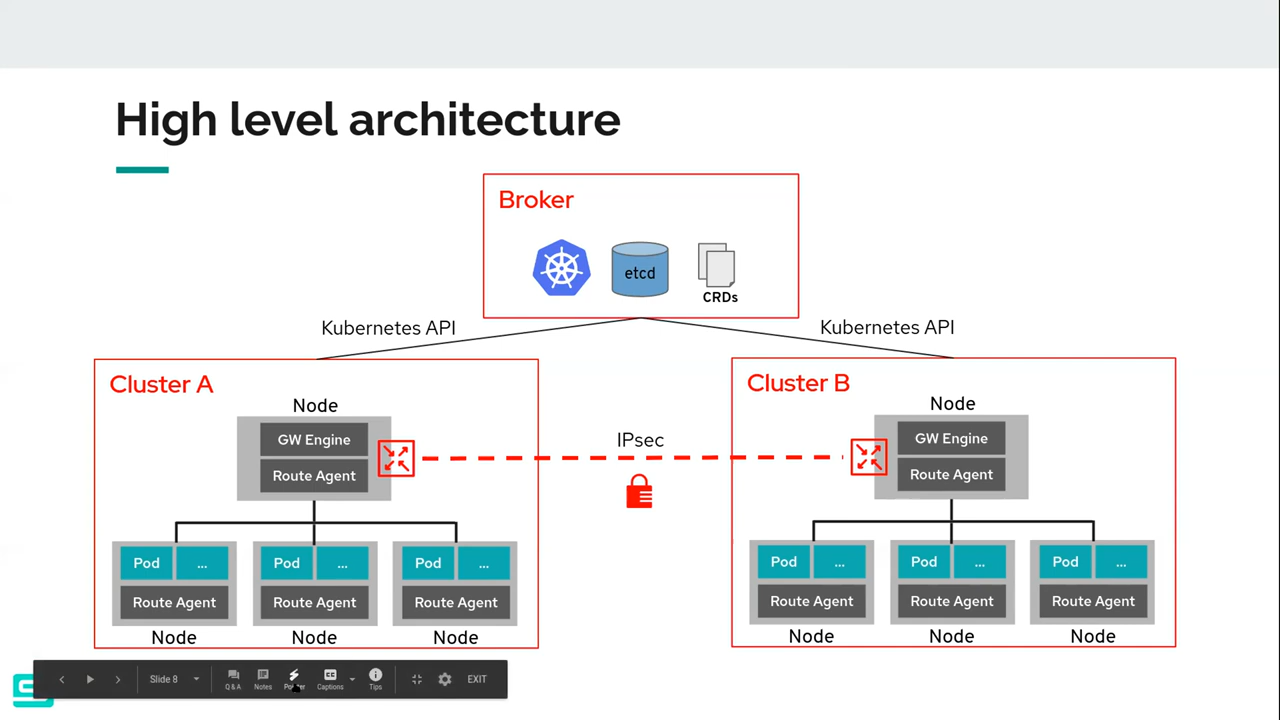 High level architecture
Broker
etcd
CRDs
Kubernetes API
Kubernetes API
Cluster A
Node
GW Engine
Route Agent
IPsec
Cluster B
Node
GW Engine
Route Agent
Pod ... Pod ... Pod ...
Route Agent Route Agent Route Agent
Node Node Node
Pod ... Pod ... Pod ...
Route Agent Route Agent Route Agent
Node Node Node
Slide 8
Q & A Notes Captions Tips
EXIT